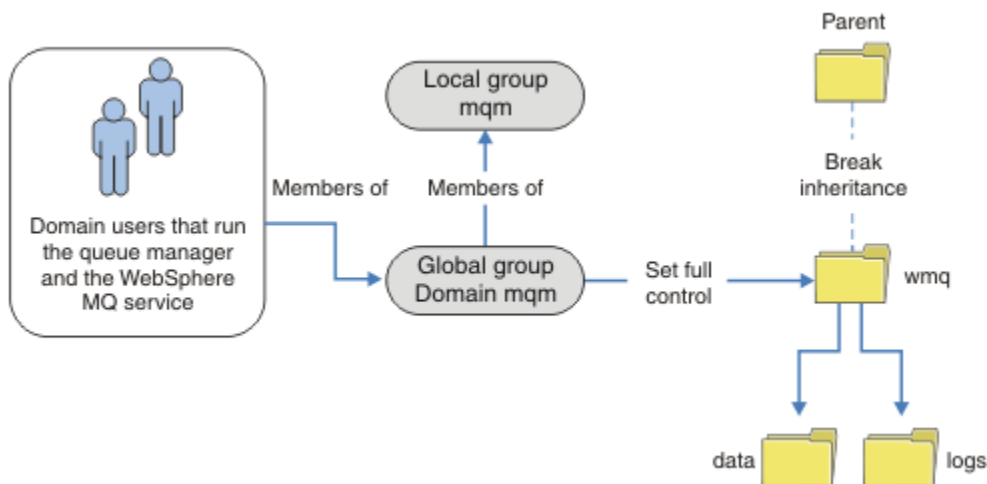 Parent
Local group
mqm
Break
inheritance
Members of
Members of
Domain users that run
the queue manager
and the WebSphere
MQ service
Global group
Domain mqm
Set full
control
wmq
data
logs